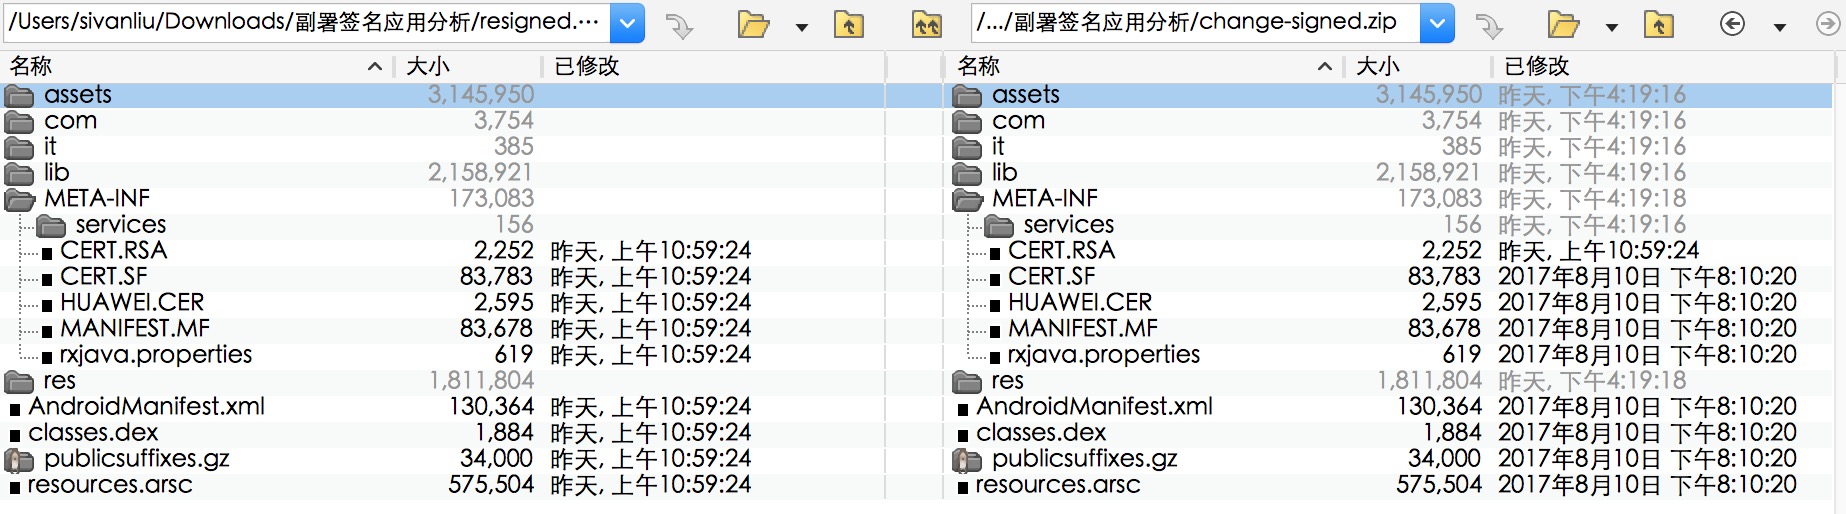 /Users/sivanliu/Downloads/副署签名应用分析/resigned.⋯ /.../副署签名应用分析/change-signed.zip
名称 大小 已修改 名称 大小 已修改
assets 3,145,950 assets 3,145,950 昨天, 下午4:19:16
com 3,754 com 3,754 昨天, 下午4:19:16
it 385 it 385 昨天, 下午4:19:16
lib 2,158,921 lib 2,158,921 昨天, 下午4:19:16
META-INF 173,083 META-INF 173,083 昨天, 下午4:19:18
services 156 services 156 昨天, 下午4:19:16
CERT.RSA 2,252 昨天, 上午10:59:24 CERT.RSA 2,252 昨天, 上午10:59:24
CERT.SF 83,783 昨天, 上午10:59:24 CERT.SF 83,783 2017年8月10日 下午8:10:20
HUAWEI.CER 2,595 昨天, 上午10:59:24 HUAWEI.CER 2,595 2017年8月10日 下午8:10:20
MANIFEST.MF 83,678 昨天, 上午10:59:24 MANIFEST.MF 83,678 2017年8月10日 下午8:10:20
rxjava.properties 619 昨天, 上午10:59:24 rxjava.properties 619 2017年8月10日 下午8:10:20
res 1,811,804 res 1,811,804 昨天, 下午4:19:18
AndroidManifest.xml 130,364 昨天, 上午10:59:24 AndroidManifest.xml 130,364 2017年8月10日 下午8:10:20
classes.dex 1,884 昨天, 上午10:59:24 classes.dex 1,884 2017年8月10日 下午8:10:20
publicsuffixes.gz 34,000 昨天, 上午10:59:24 publicsuffixes.gz 34,000 2017年8月10日 下午8:10:20
resources.arsc 575,504 昨天, 上午10:59:24 resources.arsc 575,504 2017年8月10日 下午8:10:20